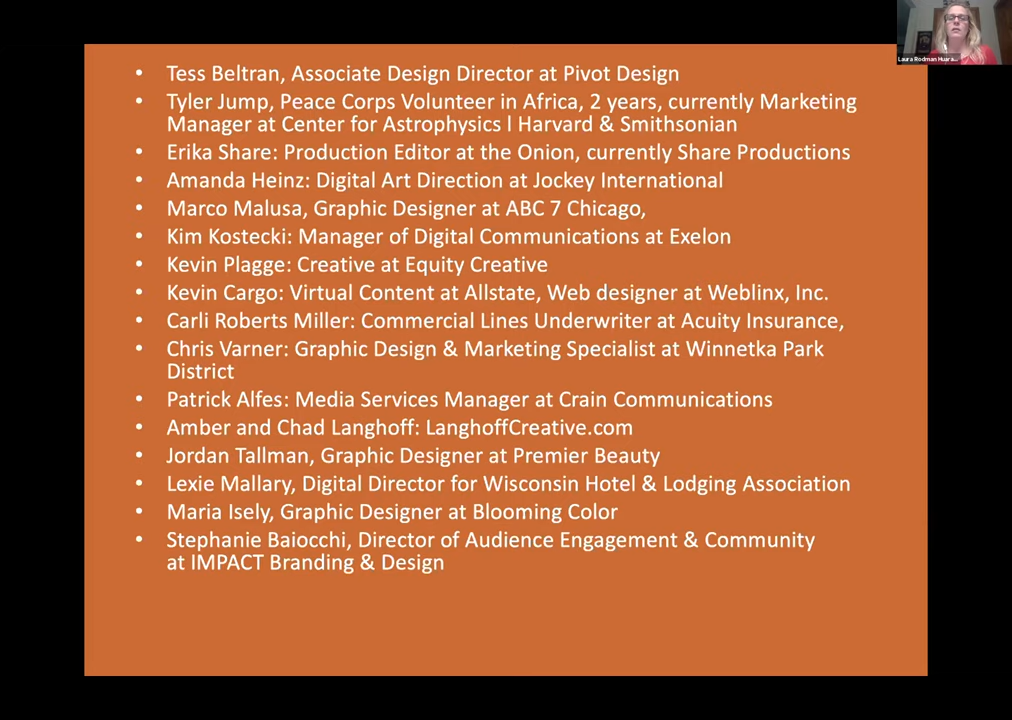 Laura Rodman Huara...
• Tess Beltran, Associate Design Director at Pivot Design
• Tyler Jump, Peace Corps Volunteer in Africa, 2 years, currently Marketing
Manager at Center for Astrophysics l Harvard & Smithsonian
• Erika Share: Production Editor at the Onion, currently Share Productions
• Amanda Heinz: Digital Art Direction at Jockey International
• Marco Malusa, Graphic Designer at ABC 7 Chicago,
• Kim Kostecki: Manager of Digital Communications at Exelon
• Kevin Plagge: Creative at Equity Creative
• Kevin Cargo: Virtual Content at Allstate, Web designer at Weblinx, Inc.
• Carli Roberts Miller: Commercial Lines Underwriter at Acuity Insurance,
• Chris Varner: Graphic Design & Marketing Specialist at Winnetka Park
District
• Patrick Alfes: Media Services Manager at Crain Communications
• Amber and Chad Langhoff: LanghoffCreative.com
• Jordan Tallman, Graphic Designer at Premier Beauty
• Lexie Mallary, Digital Director for Wisconsin Hotel & Lodging Association
• Maria Isely, Graphic Designer at Blooming Color
• Stephanie Baiocchi, Director of Audience Engagement & Community
at IMPACT Branding & Design